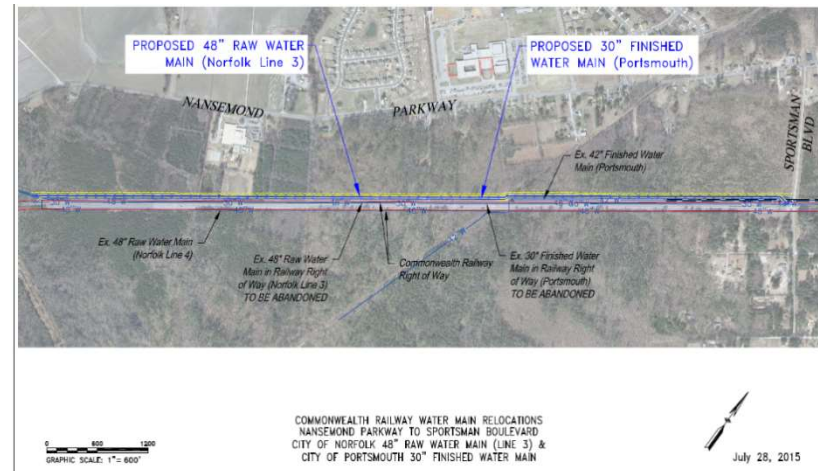 PROPOSED 48" RAW WATER
MAIN (Norfolk Line 3)
PROPOSED 30" FINISHED
WATER MAIN (Portsmouth)
NANSEMOND
PARKWAY
SPORTSMAN
BLVD
Ex. 42" Finished Water
Main (Portsmouth)
Ex. 48" Raw Water Main
(Norfolk Line 4)
Ex. 48" Raw Water
Main in Railway Right
of Way (Norfolk Line 3)
TO BE ABANDONED
Commonwealth Railway
Right of Way
Ex. 30" Finished Water
Main in Railway Right
of Way (Portsmouth)
TO BE ABANDONED
0 600 1200
GRAPHIC SCALE: 1"= 600'
COMMONWEALTH RAILWAY WATER MAIN RELOCATIONS
NANSEMOND PARKWAY TO SPORTSMAN BOULEVARD
CITY OF NORFOLK 48" RAW WATER MAIN (LINE 3) &
CITY OF PORTSMOUTH 30" FINISHED WATER MAIN
July 28, 2015